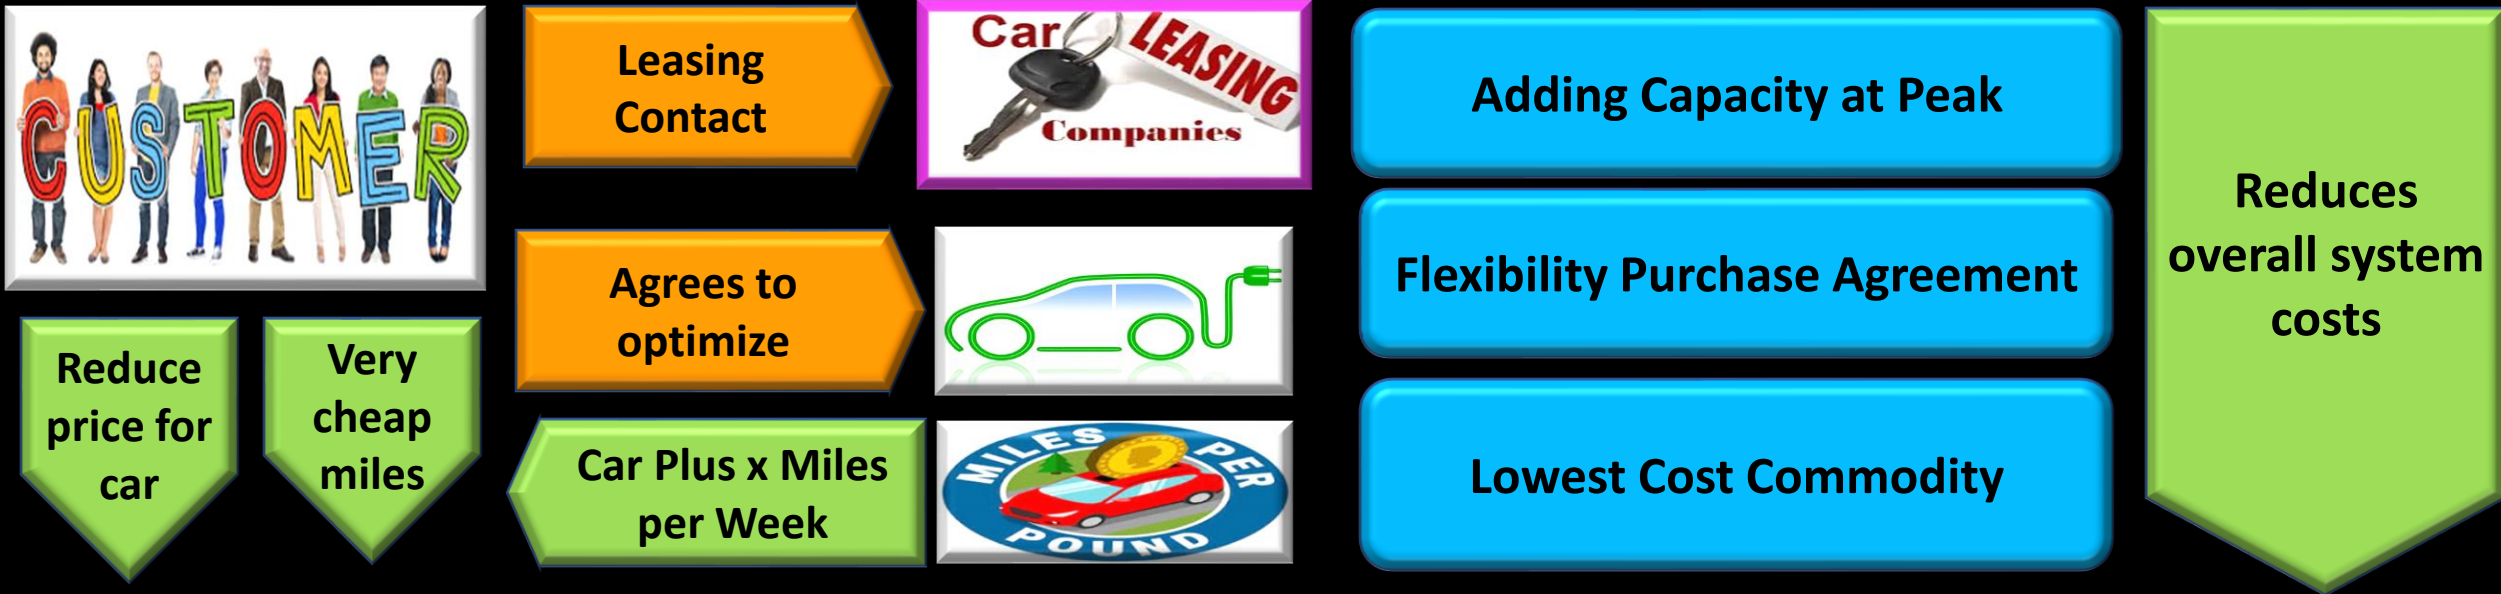 CUSTOMER
Reduce
price for
car
Very
cheap
miles
Leasing
Contact
Agrees to
optimize
Car Plus x Miles
per Week
Car
LEASING
Companies
MILES PER
POUND
Adding Capacity at Peak
Flexibility Purchase Agreement
Lowest Cost Commodity
Reduces
overall system
costs